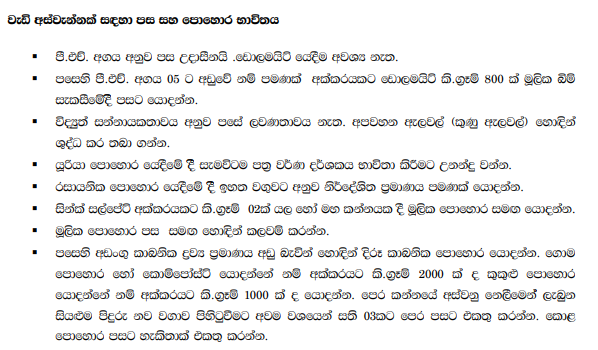 වැඩි අස්වැන්නක් සඳහා පස සහ පොහොර භාවිතය
▪ පී.එච්. අගය අනුව පස උදාසීනයි .ඩොලමයිට් යෙදීම අවශ්‍ය නැත.
▪ පසෙහි පී.එච්. අගය 05 ට අඩුවේ නම් පමණක් අක්කරයකට ඩොලමයිට් කි.ග්‍රෑම් 800 ක් මූලික බිම්
සැකසීමේදී පසට යොදන්න.
▪ විද්‍යුත් සන්නායකතාවය අනුව පසේ ලවණතාවය නැත. අපවහන ඇලවල් (කුණු ඇලවල්) හොඳින්
ශුද්ධ කර තබා ගන්න.
▪ යූරියා පොහොර යෙදීමේ දී සැමවිටම පත්‍ර වර්ණ දර්ශකය භාවිතා කිරීමට උනන්දු වන්න.
▪ රසායනික පොහොර යෙදීමේ දී ඉහත වගුවට අනුව නිර්දේශිත ප්‍රමාණය පමණක් යොදන්න.
▪ සින්ක් සල්පේට් අක්කරයකට කි.ග්‍රෑම් 02ක් යල හෝ මහ කන්නයක දී මූලික පොහොර සමඟ යොදන්න.
▪ මූලික පොහොර පස සමඟ හොඳින් කලවම් කරන්න.
▪ පසෙහි අඩංගු කාබනික ද්‍රව්‍ය ප්‍රමාණය අඩු බැවින් හොඳින් දිරූ කාබනික පොහොර යොදන්න. ගොම
පොහොර හෝ කොම්පෝස්ට් යොදන්නේ නම් අක්කරයට කි.ග්‍රෑම් 2000 ක් ද කුකුළු පොහොර
යොදන්නේ නම් අක්කරයට කි.ග්‍රෑම් 1000 ක් ද යොදන්න. පෙර කන්නයේ අස්වනු නෙලීමෙන් ලැබුන
සියළුම පිදුරු නව වගාව පිහිටුවීමට අවම වශයෙන් සති 03කට පෙර පසට එකතු කරන්න. කොළ
පොහොර පසට හැකිතාක් එකතු කරන්න.